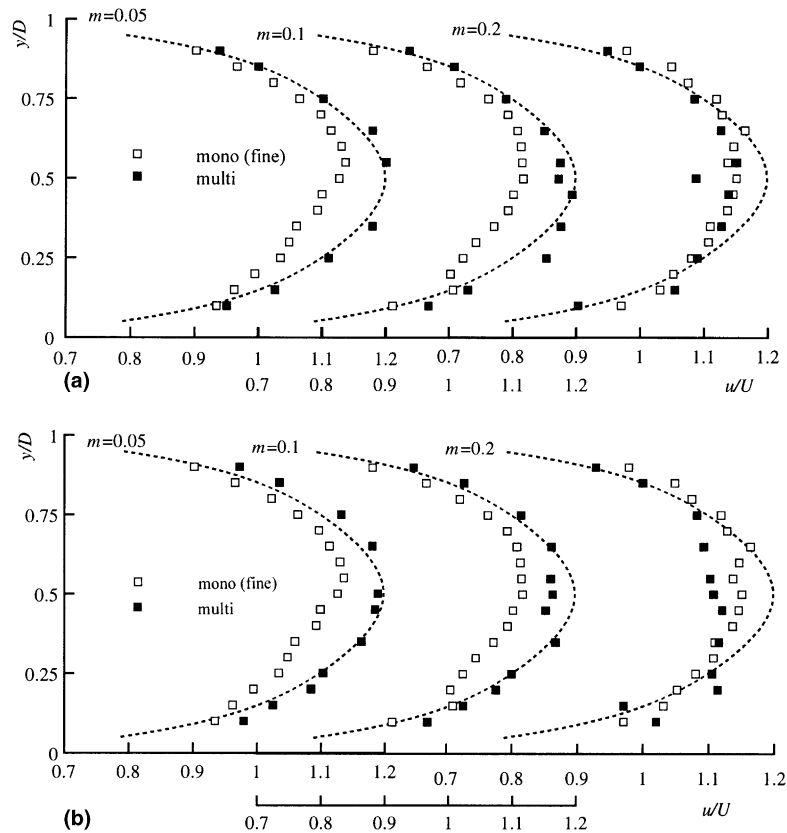 y/D
m=0.05
m=0.1
m=0.2
1
0.75
0.5
0.25
0
mono (fine)
multi
0.7 0.8 0.9 1 1.1 1.2 0.7 0.8 0.9 1 1.1 1.2
0.7 0.8 0.9 1 1.1 1.2
(a)
u/U
y/D
m=0.05
m=0.1
m=0.2
1
0.75
0.5
0.25
0
mono (fine)
multi
0.7 0.8 0.9 1 1.1 1.2 0.7 0.8 0.9 1 1.1 1.2
(b)
u/U
0.7 0.8 0.9 1 1.1 1.2